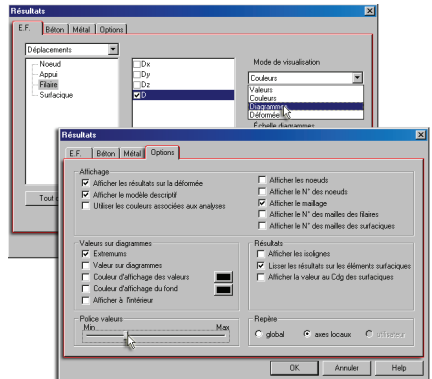 Résultats
E.F. Béton Métal Options
Déplacements
Noeud
Appui
Filaire
Surfacique
Dx
Dy
Dz
D
Mode de visualisation
Couleurs
Valeurs
Couleurs
Diagrammes
Déformée
Échelle diagrammes
Résultats
E.F. Béton Métal Options
Affichage
Afficher les résultats sur la déformée
Afficher le modèle descriptif
Utiliser les couleurs associées aux analyses
Afficher les noeuds
Afficher le N° des noeuds
Afficher le maillage
Afficher le N° des mailles des filaires
Afficher le N° des mailles des surfaciques
Tout
Valeurs sur diagrammes
Extremums
Valeur sur diagrammes
Couleur d'affichage des valeurs
Couleur d'affichage du fond
Afficher à l'intérieur
Résultats
Afficher les isolignes
Lisser les résultats sur les éléments surfaciques
Afficher la valeur au Cdg des surfaciques
Police valeurs
Min Max
Repère
global axes locaux utilisateur
OK Annuler Help